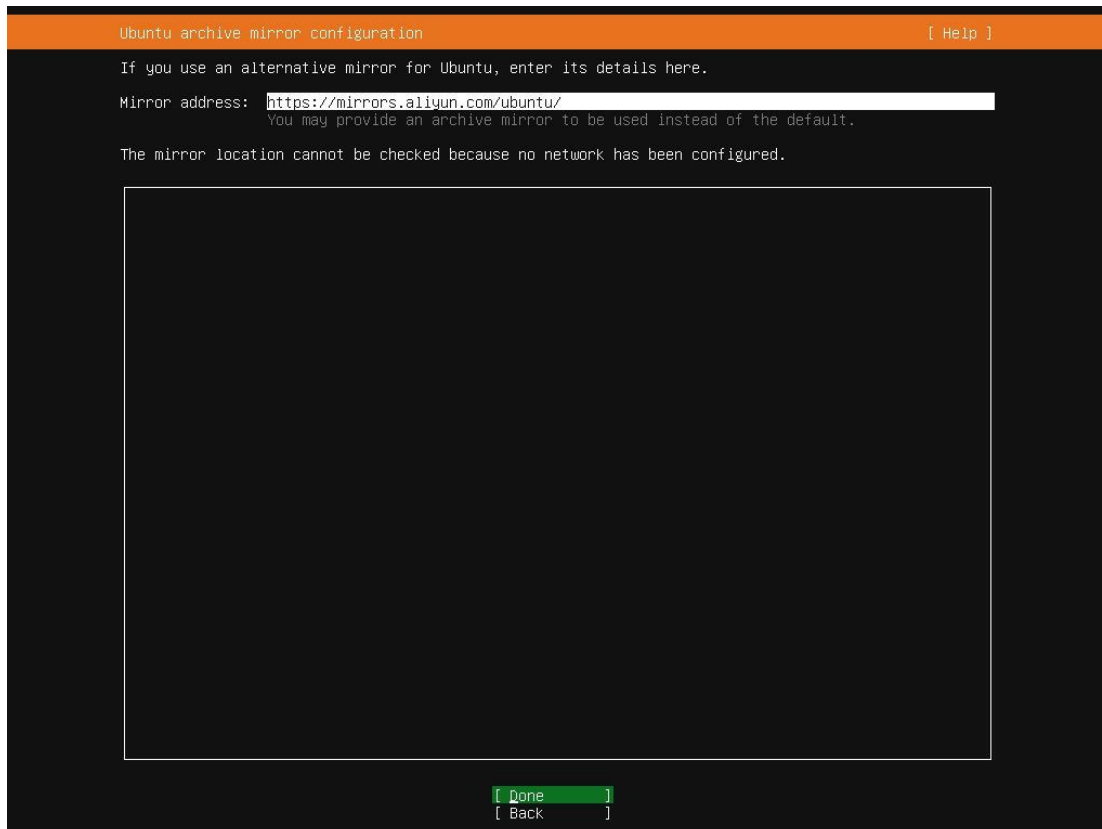 Ubuntu archive mirror configuration [ Help ]
If you use an alternative mirror for Ubuntu, enter its details here.
Mirror address: https://mirrors.aliyun.com/ubuntu/
You may provide an archive mirror to be used instead of the default.
The mirror location cannot be checked because no network has been configured.
[ Done ]
[ Back ]